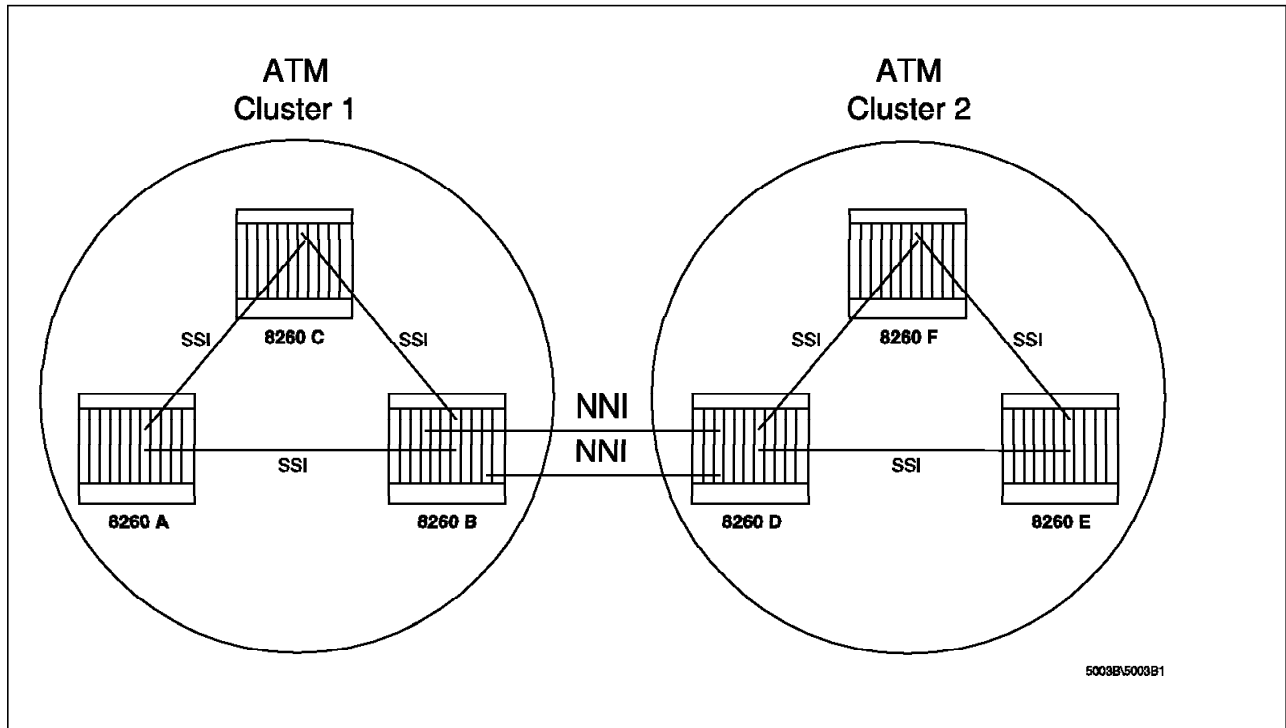 ATM
Cluster 1
ATM
Cluster 2
SSI
8260 C
SSI
SSI
8260 F
SSI
NNI
NNI
SSI
SSI
8260 A
8260 B
8260 D
8260 E
5003B\5003B1